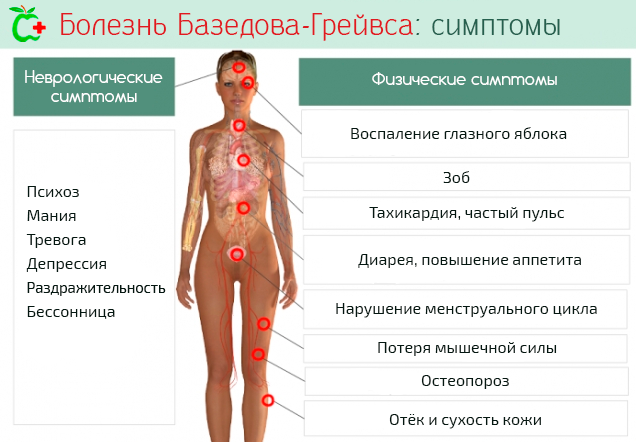 Болезнь Базедова-Грейвса: симптомы
Неврологические
симптомы
Психоз
Мания
Тревога
Депрессия
Раздражительность
Бессонница
Физические симптомы
Воспаление глазного яблока
Зоб
Тахикардия, частый пульс
Диарея, повышение аппетита
Нарушение менструального цикла
Потеря мышечной силы
Остеопороз
Отёк и сухость кожи